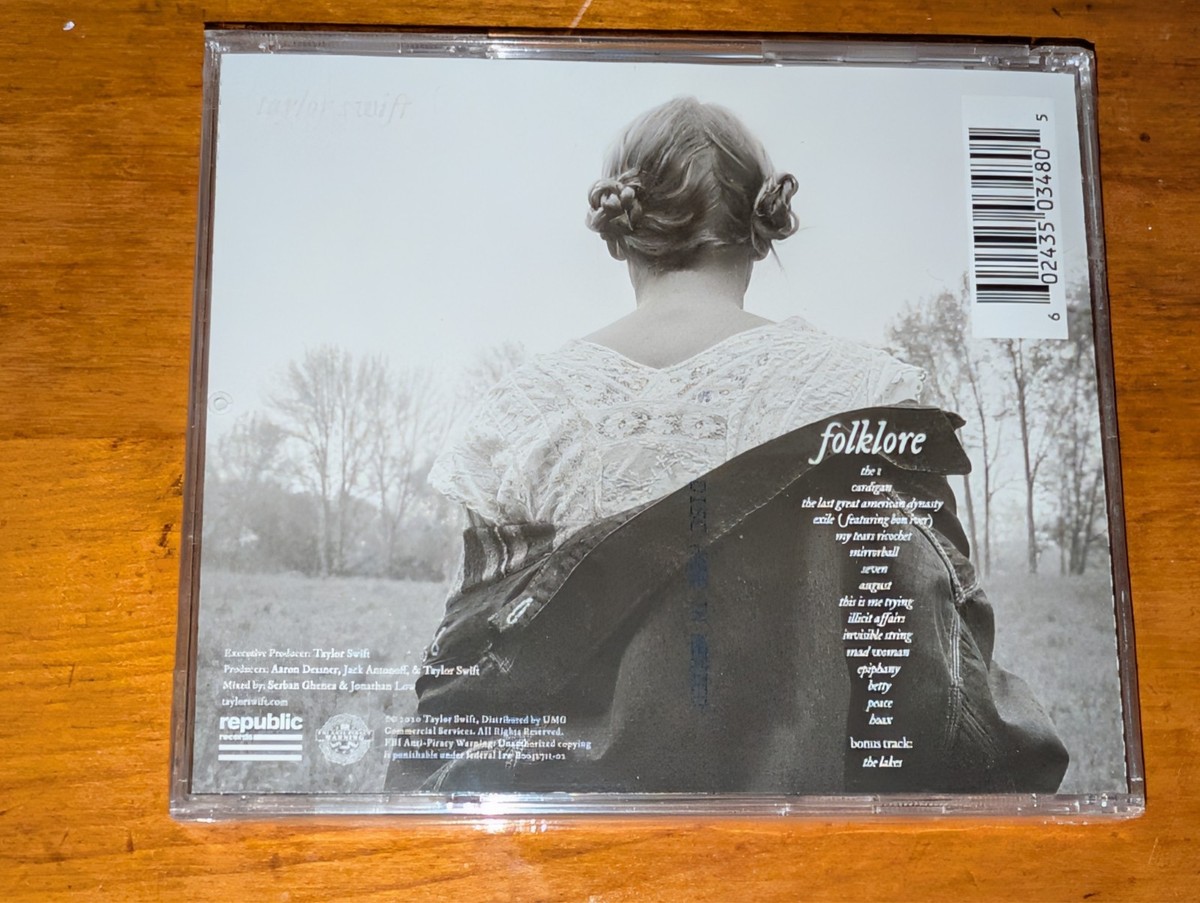 taylor swift
6 02435 03480 5
folklore
the 1
cardigan
the last great american dynasty
exile (featuring bon iver)
my tears ricochet
mirrorball
seven
august
this is me trying
illicit affairs
invisible string
mad woman
epiphany
betty
peace
hoax
bonus track:
the lakes
Executive Producer: Taylor Swift
Producers: Aaron Dessner, Jack Antonoff, & Taylor Swift
Mixed by: Serban Ghenea & Jonathan Low
taylorswift.com
republic
records
©℗ 2020 Taylor Swift, Distributed by UMG
Commercial Services. All Rights Reserved.
FBI Anti-Piracy Warning: Unauthorized copying
is punishable under federal law.